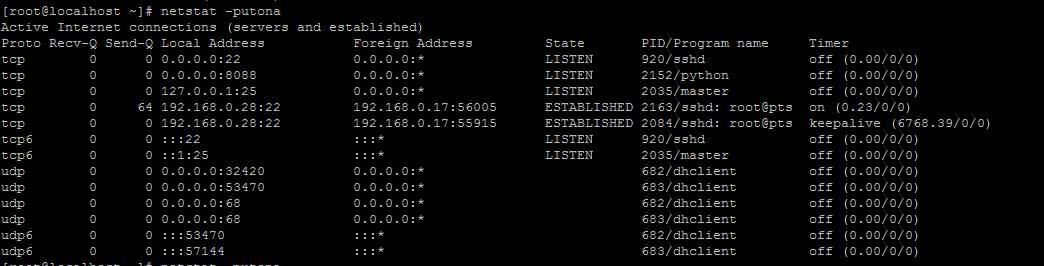 [root@localhost ~]# netstat -putona
Active Internet connections (servers and established)
Proto Recv-Q Send-Q Local Address Foreign Address State PID/Program name Timer
tcp 0 0 0.0.0.0:22 0.0.0.0:* LISTEN 920/sshd off (0.00/0/0)
tcp 0 0 0.0.0.0:8088 0.0.0.0:* LISTEN 2152/python off (0.00/0/0)
tcp 0 0 127.0.0.1:25 0.0.0.0:* LISTEN 2035/master off (0.00/0/0)
tcp 0 64 192.168.0.28:22 192.168.0.17:56005 ESTABLISHED 2163/sshd: root@pts on (0.23/0/0)
tcp 0 0 192.168.0.28:22 192.168.0.17:55915 ESTABLISHED 2084/sshd: root@pts keepalive (6768.39/0/0)
tcp6 0 0 :::22 :::* LISTEN 920/sshd off (0.00/0/0)
tcp6 0 0 ::1:25 :::* LISTEN 2035/master off (0.00/0/0)
udp 0 0 0.0.0.0:32420 0.0.0.0:* 682/dhclient off (0.00/0/0)
udp 0 0 0.0.0.0:53470 0.0.0.0:* 683/dhclient off (0.00/0/0)
udp 0 0 0.0.0.0:68 0.0.0.0:* 682/dhclient off (0.00/0/0)
udp 0 0 0.0.0.0:68 0.0.0.0:* 683/dhclient off (0.00/0/0)
udp6 0 0 :::53470 :::* 682/dhclient off (0.00/0/0)
udp6 0 0 :::57144 :::* 683/dhclient off (0.00/0/0)
[root@localhost ~]# netstat -putona